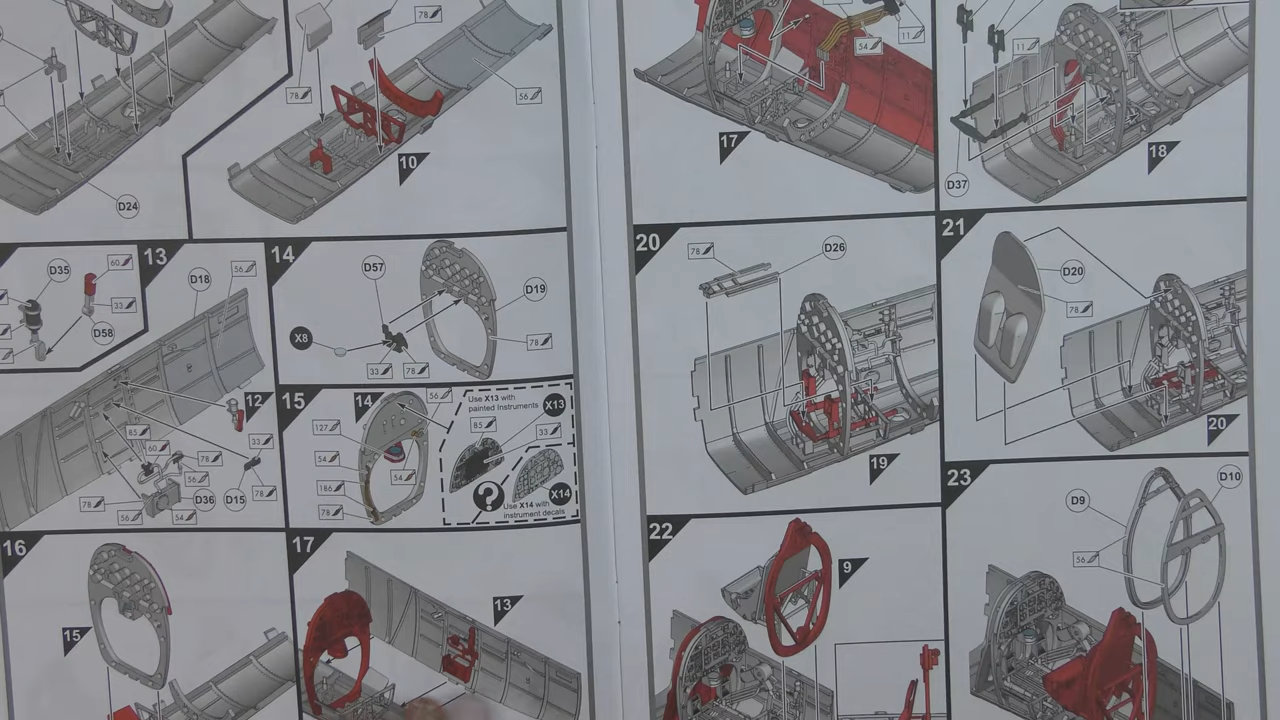 78
78
56
10
D24
54
11
17
11
D37
18
D35
60
33
D58
13
D18
56
12
85
60
78
56
33
78
D36
D15
78
56
54
14
D57
D19
X8
33
78
78
15
14
56
127
54
54
186
78
Use X13 with
painted Instruments
X13
85
33
?
X14
Use X14 with
instrument decals
16
15
17
13
20
78
D26
19
21
D20
78
20
22
9
23
D9
D10
56